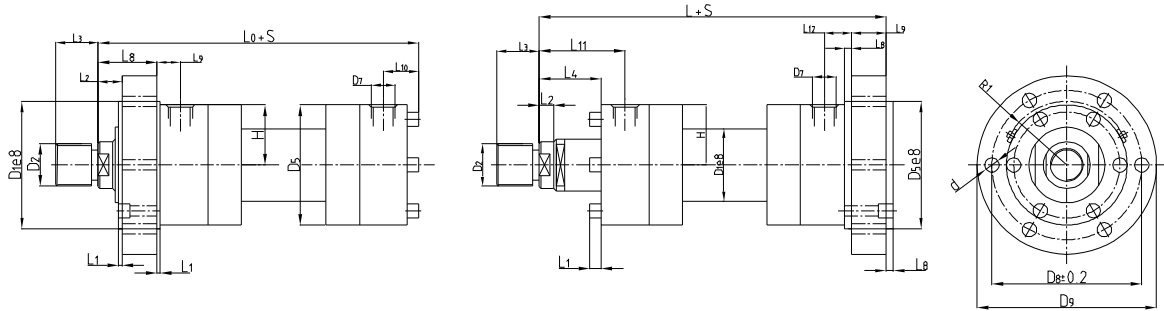 L0+S
L3
L8
L9
L2
L10
D7
H
D1e8
D2
D5
L1
L1
L+S
L12
L9
L3
L11
L8
L4
D7
L2
H
D2
D1e8
D5e8
L1
L8
R1
d
D8±0.2
D9